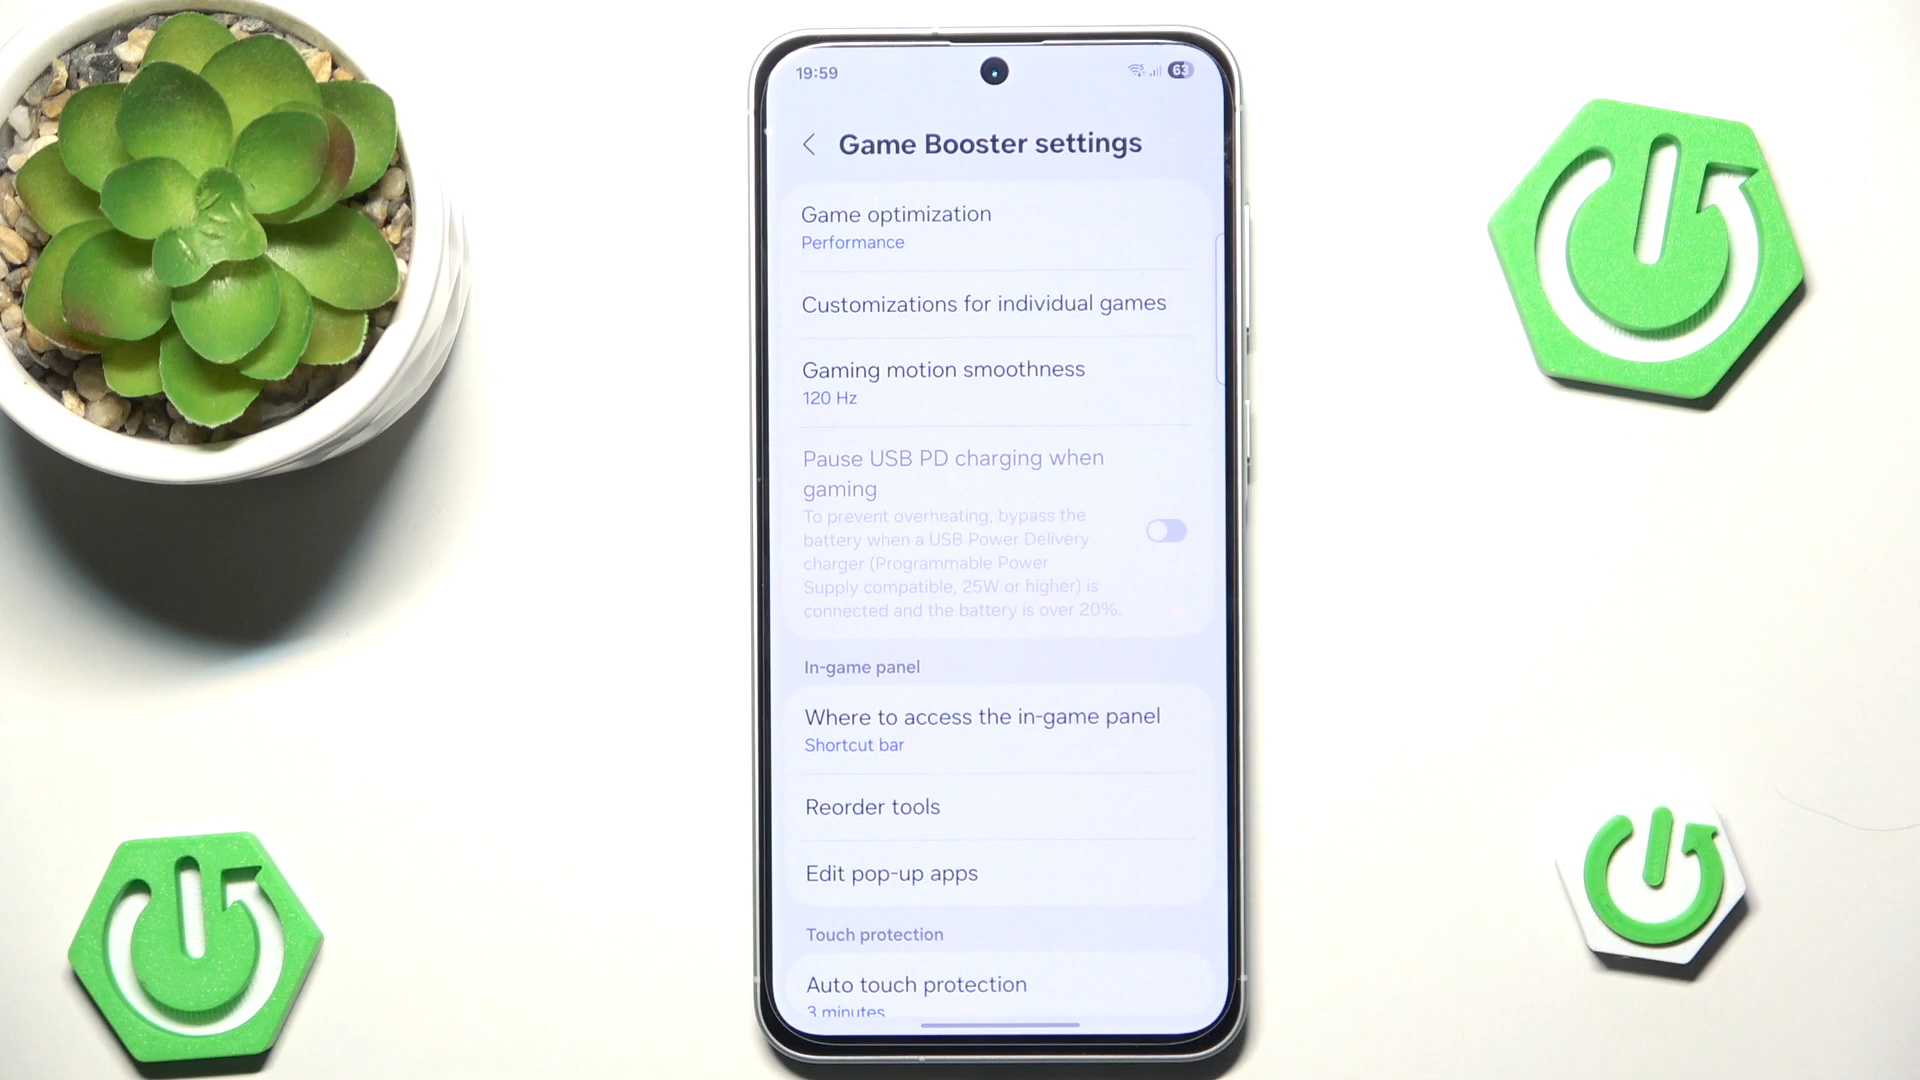 19:59
63
Game Booster settings
Game optimization
Performance
Customizations for individual games
Gaming motion smoothness
120 Hz
Pause USB PD charging when
gaming
To prevent overheating, bypass the
battery when a USB Power Delivery
charger (Programmable Power
Supply compatible, 25W or higher) is
connected and the battery is over 20%.
In-game panel
Where to access the in-game panel
Shortcut bar
Reorder tools
Edit pop-up apps
Touch protection
Auto touch protection
3 minutes